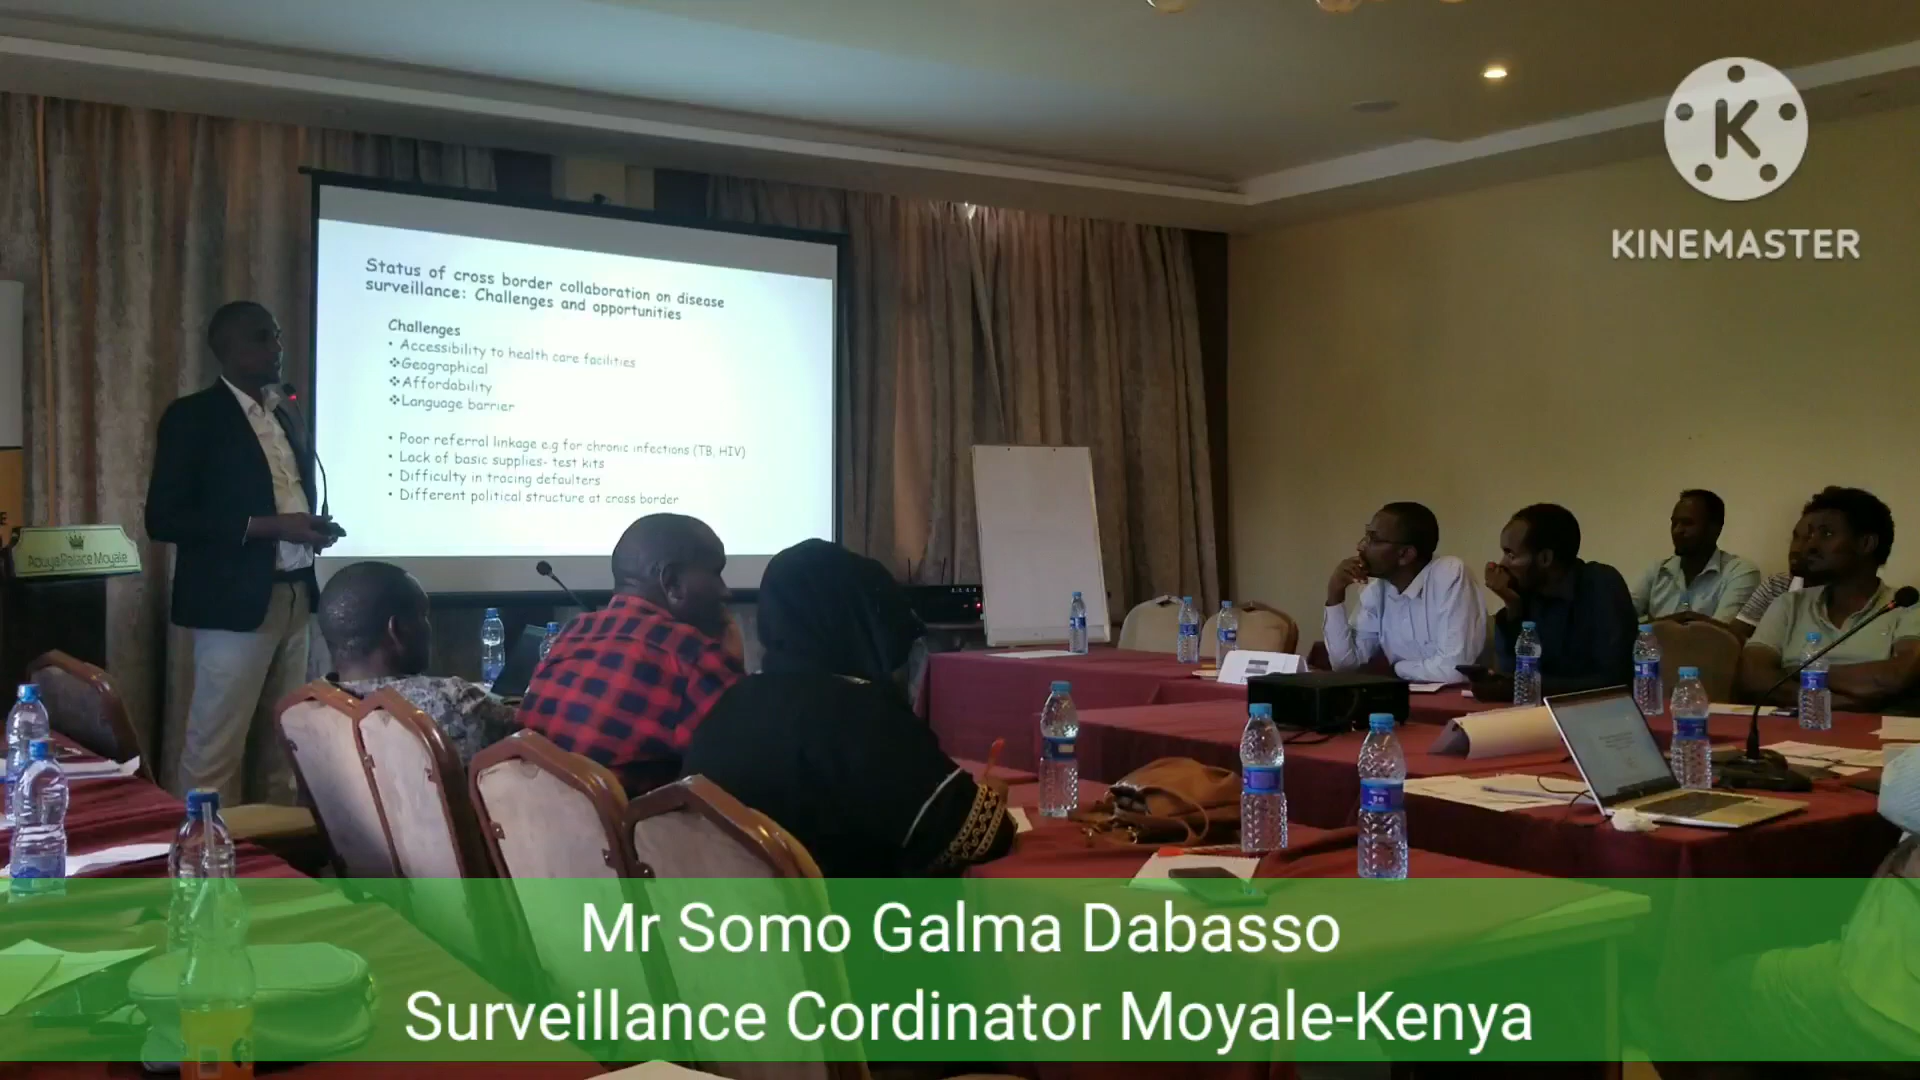 K
KINEMASTER
Status of cross border collaboration on disease
surveillance: Challenges and opportunities
Challenges
• Accessibility to health care facilities
❖Geographical
❖Affordability
❖Language barrier
• Poor referral linkage e.g for chronic infections (TB, HIV)
• Lack of basic supplies- test kits
• Difficulty in tracing defaulters
• Different political structure at cross border
Palace Moyale
Mr Somo Galma Dabasso
Surveillance Cordinator Moyale-Kenya